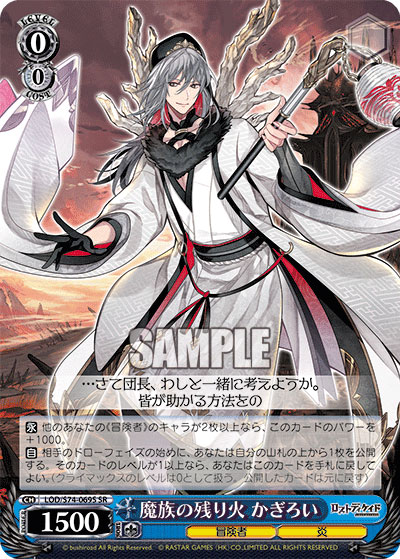 LEVEL
0
0
COST
SAMPLE
…さて団長、わしと一緒に考えようか。
皆が助かる方法をの
永 他のあなたの《冒険者》のキャラが2枚以上なら、このカードのパワーを
+1000。
自 相手のドローフェイズの始めに、あなたは自分の山札の上から1枚を公開
する。そのカードのレベルが1以上なら、あなたはこのカードを手札に戻して
よい。(クライマックスのレベルは0として扱う。公開したカードは元に戻す)
CH LOD/S74-069S SR
1500
魔族の残り火 かぎろい
ロストディケイド
冒険者
炎
© bushiroad All Rights Reserved. © RASTAR GAMES (HK) CO.,LIMITED ALL RIGHTS RESERVED.